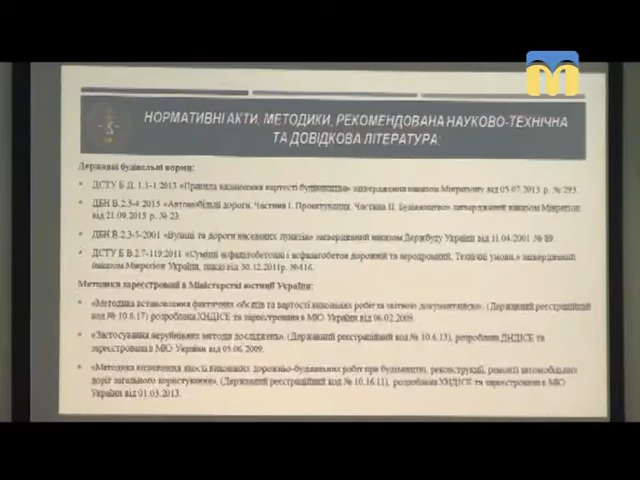 НОРМАТИВНІ АКТИ, МЕТОДИКИ, РЕКОМЕНДОВАНА НАУКОВО-ТЕХНІЧНА
ТА ДОВІДКОВА ЛІТЕРАТУРА:
Державні будівельні норми:
ДСТУ Б Д. 1.1-1:2013 «Правила визначення вартості будівництва» затверджений наказом Мінрегіону від 05.07.2013 р. № 293.
ДБН В.2.3-4:2015 «Автомобільні дороги. Частина I. Проектування. Частина II. Будівництво» затверджений наказом Мінрегіон
від 21.09.2015 р. № 23.
ДБН В.2.3-5-2001 «Вулиці та дороги населених пунктів» затверджений наказом Держбуду України від 11.04.2001 № 89
ДСТУ Б В.2.7-119:2011 «Суміші асфальтобетонні і асфальтобетон дорожній та аеродромний. Технічні умови.» затверджений
наказом Мінрегіон України, наказ від 30.12.2011р. №416.
Методики зареєстровані в Міністерстві юстиції України:
«Методика встановлення фактичних обсягів та вартості виконаних робіт та звітною документацією». (Державний реєстраційний
код № 10.6.17) розроблена ХНДІСЕ та зареєстрована в МЮ України від 06.02.2009.
«Застосування неруйнівних методів досліджень». (Державний реєстраційний код № 10.6.13), розроблена ДНДІСЕ та
зареєстрована в МЮ України від 05.06.2009.
«Методика визначення якості виконаних дорожньо-будівельних робіт при будівництві, реконструкції, ремонті автомобільних
доріг загального користування», (Державний реєстраційний код № 10.16.11), розроблена ХНДІСЕ та зареєстрована в МЮ
України від 01.03.2013.